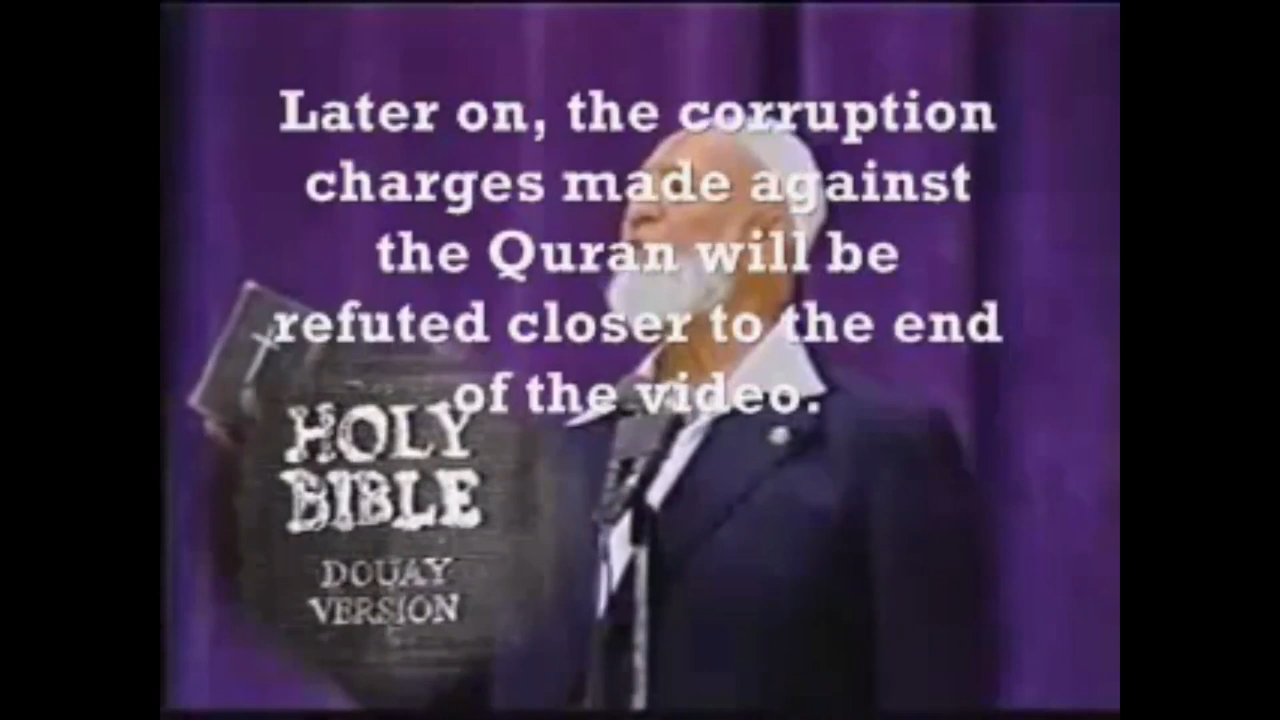 Later on, the corruption
charges made against
the Quran will be
refuted closer to the end
of the video.
HOLY
BIBLE
DOUAY
VERSION